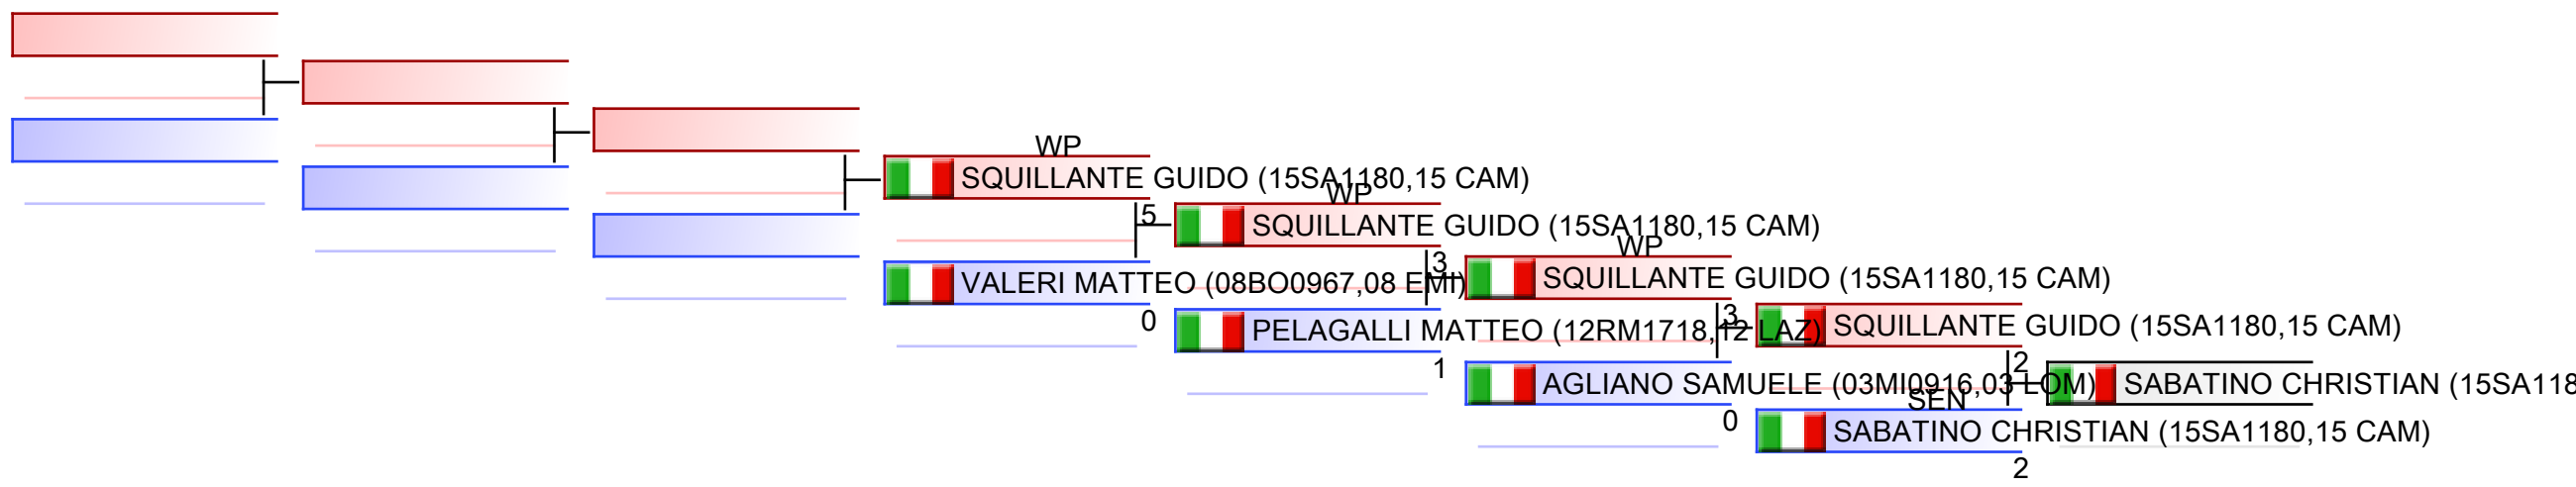 WP
SQUILLANTE GUIDO (15SA1180,15 CAM)
5
VALERI MATTEO (08BO0967,08 EMI)
0
WP
SQUILLANTE GUIDO (15SA1180,15 CAM)
3
PELAGALLI MATTEO (12RM1718,12 LAZ)
1
WP
SQUILLANTE GUIDO (15SA1180,15 CAM)
3
AGLIANO SAMUELE (03MI0916,03 LOM)
0
SQUILLANTE GUIDO (15SA1180,15 CAM)
2
SEN
SABATINO CHRISTIAN (15SA1180,15 CAM)
2
SABATINO CHRISTIAN (15SA118